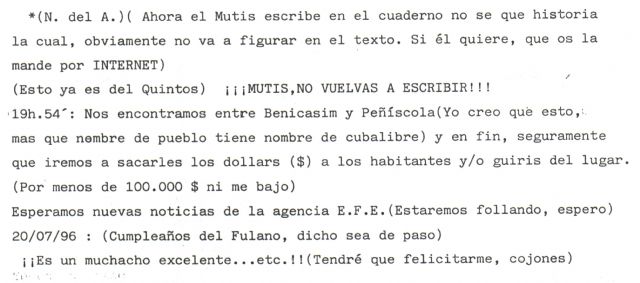 *(N. del A.)( Ahora el Mutis escribe en el cuaderno no se que historia
la cual, obviamente no va a figurar en el texto. Si él quiere, que os la
mande por INTERNET)
(Esto ya es del Quintos) ¡¡¡MUTIS,NO VUELVAS A ESCRIBIR!!!
19h.54´: Nos encontramos entre Benicasim y Peñíscola(Yo creo que esto,
mas que nombre de pueblo tiene nombre de cubalibre) y en fin, seguramente
que iremos a sacarles los dollars ($) a los habitantes y/o guiris del lugar.
(Por menos de 100.000 $ ni me bajo)
Esperamos nuevas noticias de la agencia E.F.E.(Estaremos follando, espero)
20/07/96 : (Cumpleaños del Fulano, dicho sea de paso)
¡¡Es un muchacho excelente...etc.!!(Tendré que felicitarme, cojones)